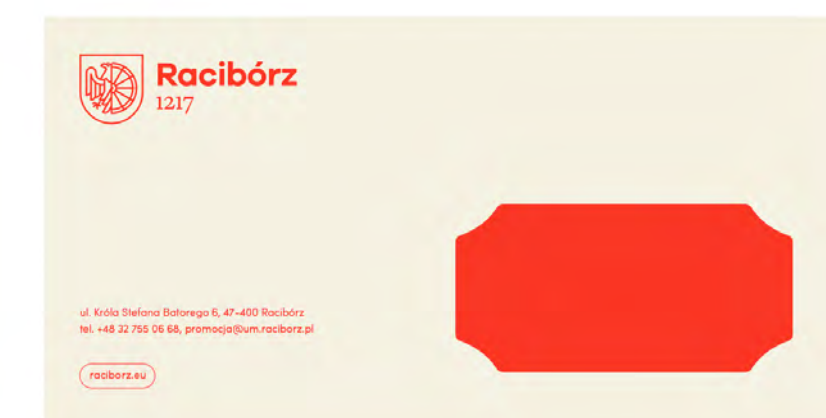 Racibórz
1217
ul. Króla Stefana Batorego 6, 47-400 Racibórz
tel. +48 32 755 06 68, promocja@um.raciborz.pl
raciborz.eu